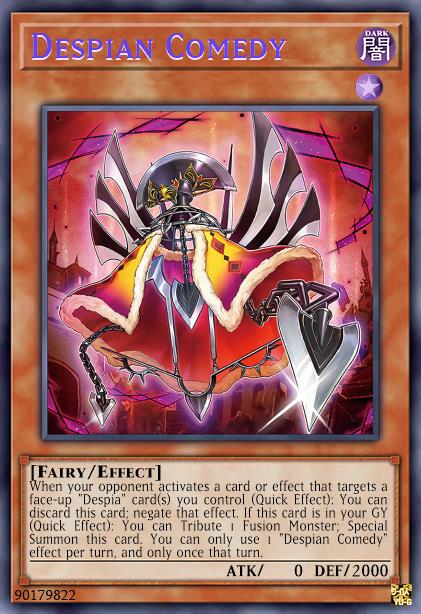 Despian Comedy
DARK
闇
[Fairy/Effect]
When your opponent activates a card or effect that targets a
face-up "Despia" card(s) you control (Quick Effect): You can
discard this card; negate that effect. If this card is in your GY
(Quick Effect): You can Tribute 1 Fusion Monster; Special
Summon this card. You can only use 1 "Despian Comedy"
effect per turn, and only once that turn.
ATK/ 0 DEF/2000
90179822